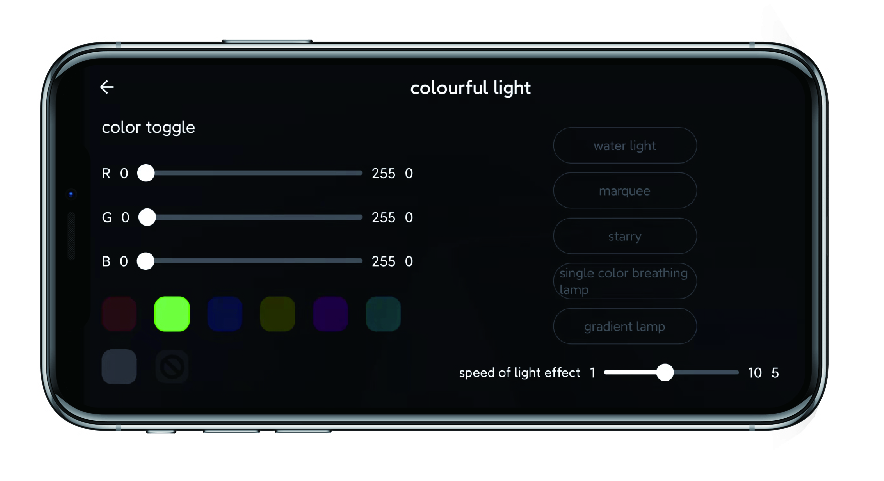 colourful light
color toggle
R 0 255 0
G 0 255 0
B 0 255 0
water light
marquee
starry
single color breathing
lamp
gradient lamp
speed of light effect 1 10 5